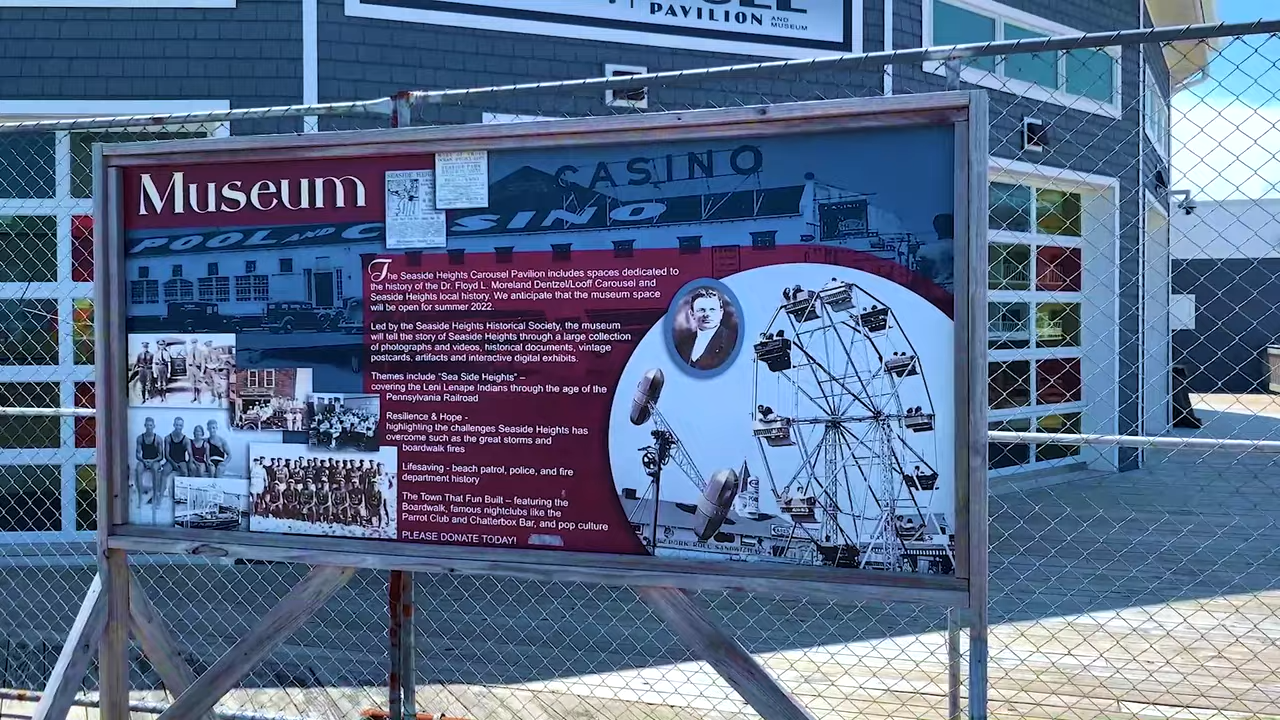 PAVILION AND MUSEUM
Museum
CASINO
POOL AND C SINO
The Seaside Heights Carousel Pavilion includes spaces dedicated to
the history of the Dr. Floyd L. Moreland Dentzel/Looff Carousel and
Seaside Heights local history. We anticipate that the museum space
will be open for summer 2022.
Led by the Seaside Heights Historical Society, the museum
will tell the story of Seaside Heights through a large collection
of photographs and videos, historical documents, vintage
postcards, artifacts and interactive digital exhibits.
Themes include "Sea Side Heights" –
covering the Leni Lenape Indians through the age of the
Pennsylvania Railroad
Resilience & Hope -
highlighting the challenges Seaside Heights has
overcome such as the great storms and
boardwalk fires
Lifesaving - beach patrol, police, and fire
department history
The Town That Fun Built – featuring the
Boardwalk, famous nightclubs like the
Parrot Club and Chatterbox Bar, and pop culture
PLEASE DONATE TODAY!